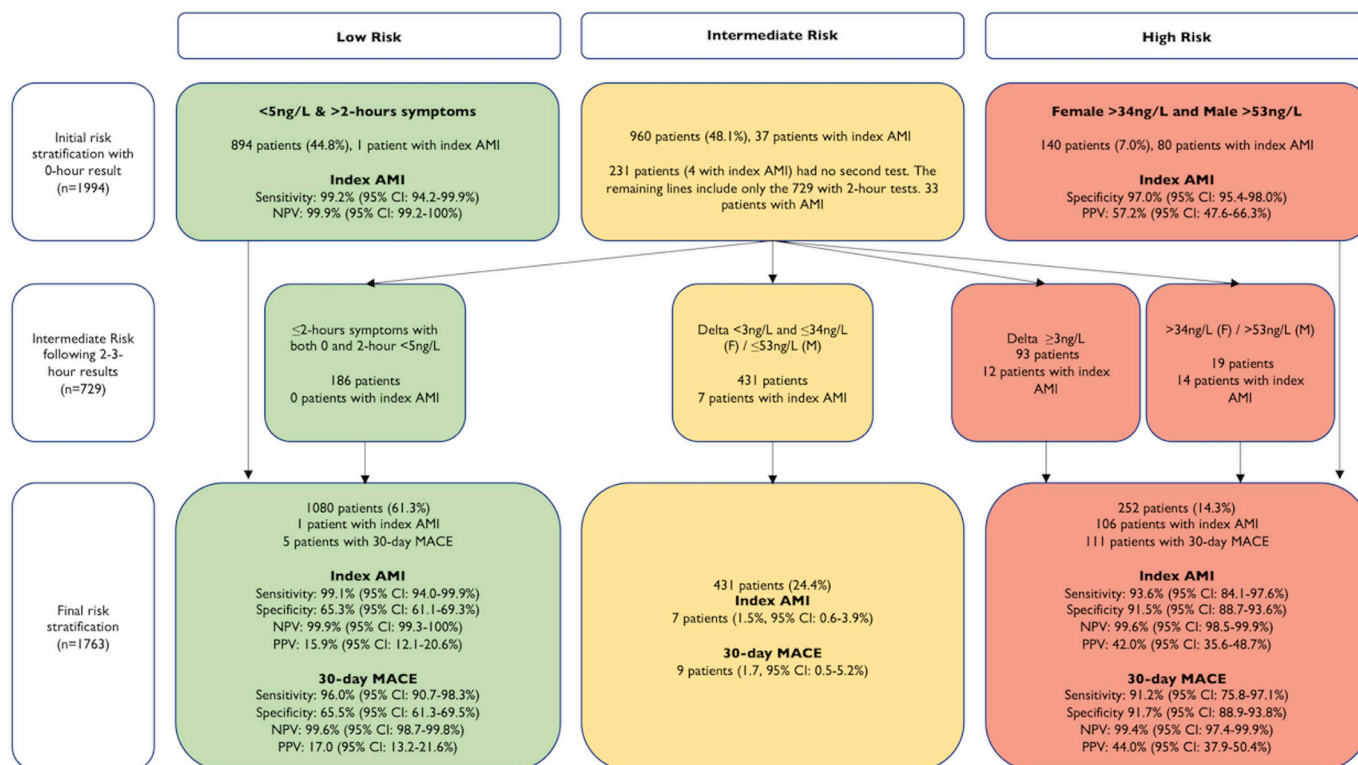 Low Risk
Intermediate Risk
High Risk
Initial risk
stratification with
0-hour result
(n=1994)
<5ng/L & >2-hours symptoms
894 patients (44.8%), 1 patient with index AMI
Index AMI
Sensitivity: 99.2% (95% CI: 94.2-99.9%)
NPV: 99.9% (95% CI: 99.2-100%)
960 patients (48.1%), 37 patients with index AMI
231 patients (4 with index AMI) had no second test. The
remaining lines include only the 729 with 2-hour tests. 33
patients with AMI
Female >34ng/L and Male >53ng/L
140 patients (7.0%), 80 patients with index AMI
Index AMI
Specificity 97.0% (95% CI: 95.4-98.0%)
PPV: 57.2% (95% CI: 47.6-66.3%)
Intermediate Risk
following 2-3-
hour results
(n=729)
≤2-hours symptoms with
both 0 and 2-hour <5ng/L
186 patients
0 patients with index AMI
Delta <3ng/L and ≤34ng/L
(F) / ≤53ng/L (M)
431 patients
7 patients with index AMI
Delta ≥3ng/L
93 patients
12 patients with index
AMI
>34ng/L (F) / >53ng/L (M)
19 patients
14 patients with index
AMI
Final risk
stratification
(n=1763)
1080 patients (61.3%)
1 patient with index AMI
5 patients with 30-day MACE
Index AMI
Sensitivity: 99.1% (95% CI: 94.0-99.9%)
Specificity: 65.3% (95% CI: 61.1-69.3%)
NPV: 99.9% (95% CI: 99.3-100%)
PPV: 15.9% (95% CI: 12.1-20.6%)
30-day MACE
Sensitivity: 96.0% (95% CI: 90.7-98.3%)
Specificity: 65.5% (95% CI: 61.3-69.5%)
NPV: 99.6% (95% CI: 98.7-99.8%)
PPV: 17.0 (95% CI: 13.2-21.6%)
431 patients (24.4%)
Index AMI
7 patients (1.5%, 95% CI: 0.6-3.9%)
30-day MACE
9 patients (1.7, 95% CI: 0.5-5.2%)
252 patients (14.3%)
106 patients with index AMI
111 patients with 30-day MACE
Index AMI
Sensitivity: 93.6% (95% CI: 84.1-97.6%)
Specificity 91.5% (95% CI: 88.7-93.6%)
NPV: 99.6% (95% CI: 98.5-99.9%)
PPV: 42.0% (95% CI: 35.6-48.7%)
30-day MACE
Sensitivity: 91.2% (95% CI: 75.8-97.1%)
Specificity 91.7% (95% CI: 88.9-93.8%)
NPV: 99.4% (95% CI: 97.4-99.9%)
PPV: 44.0% (95% CI: 37.9-50.4%)